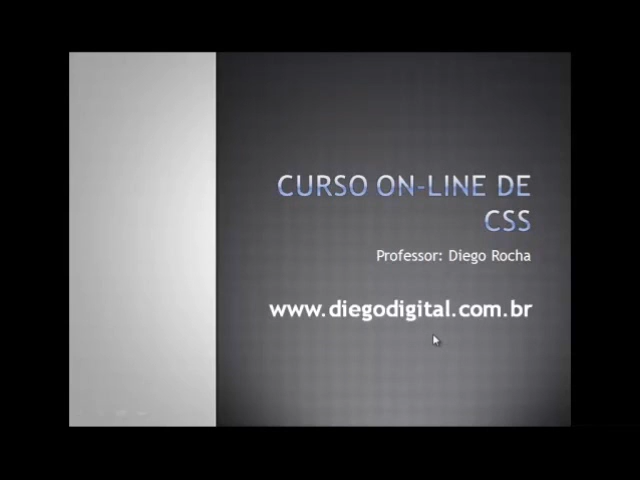 CURSO ON-LINE DE
CSS
Professor: Diego Rocha
www.diegodigital.com.br